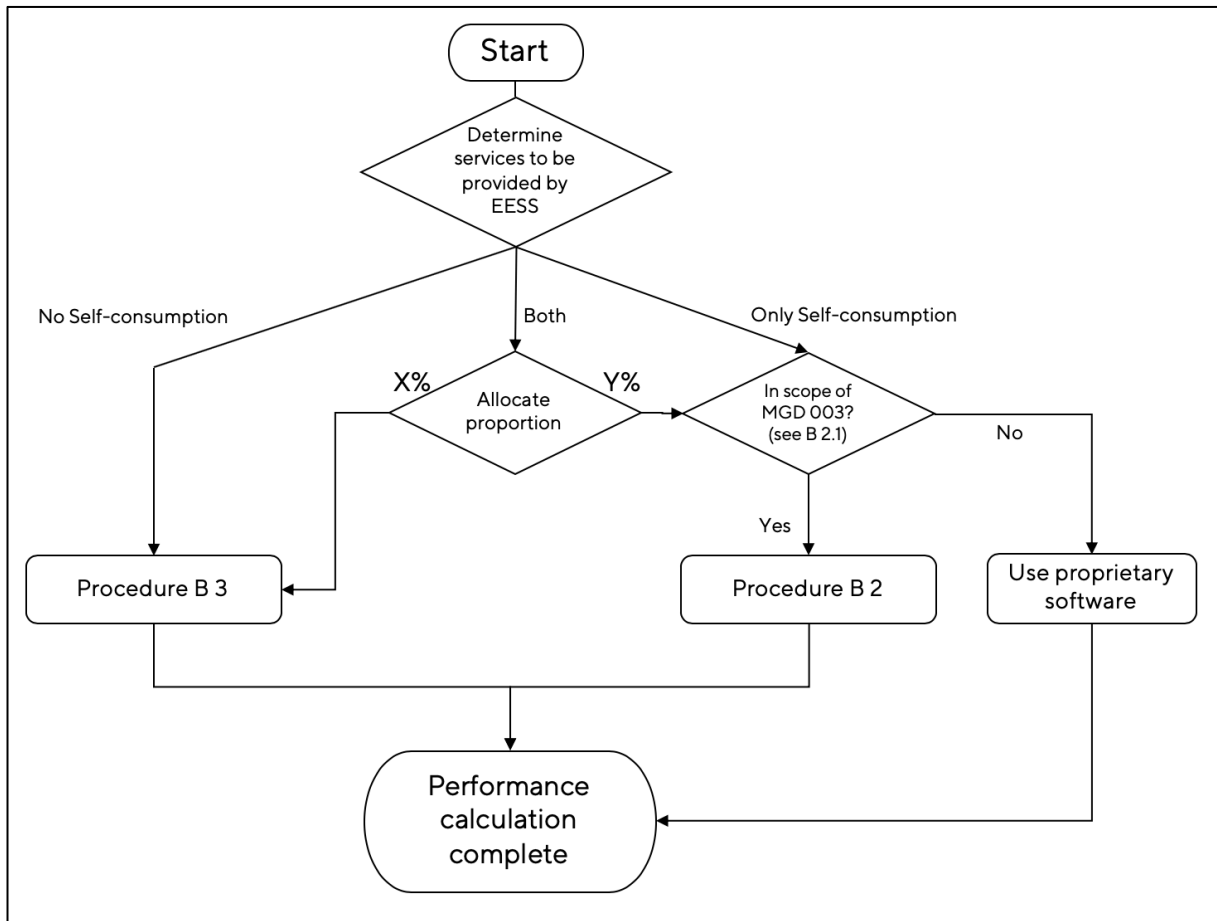 Start
Determine
services to be
provided by
EESS
No Self-consumption
Both
Only Self-consumption
X%
Allocate
proportion
Y%
In scope of
MGD 003?
(see B 2.1)
No
Yes
Procedure B 3
Procedure B 2
Use proprietary
software
Performance
calculation
complete